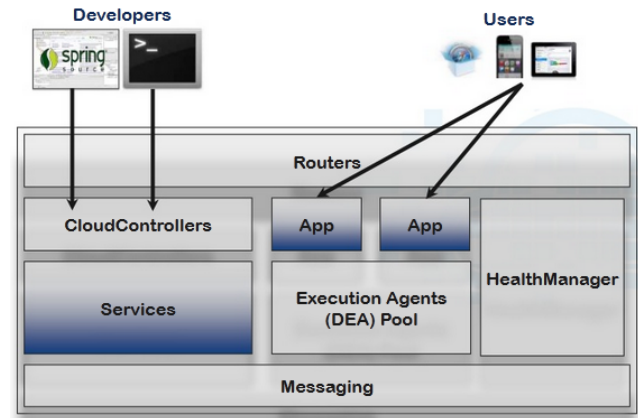 Developers
Users
spring
SOURCE
>_
Routers
CloudControllers
App
App
HealthManager
Services
Execution Agents
(DEA) Pool
Messaging